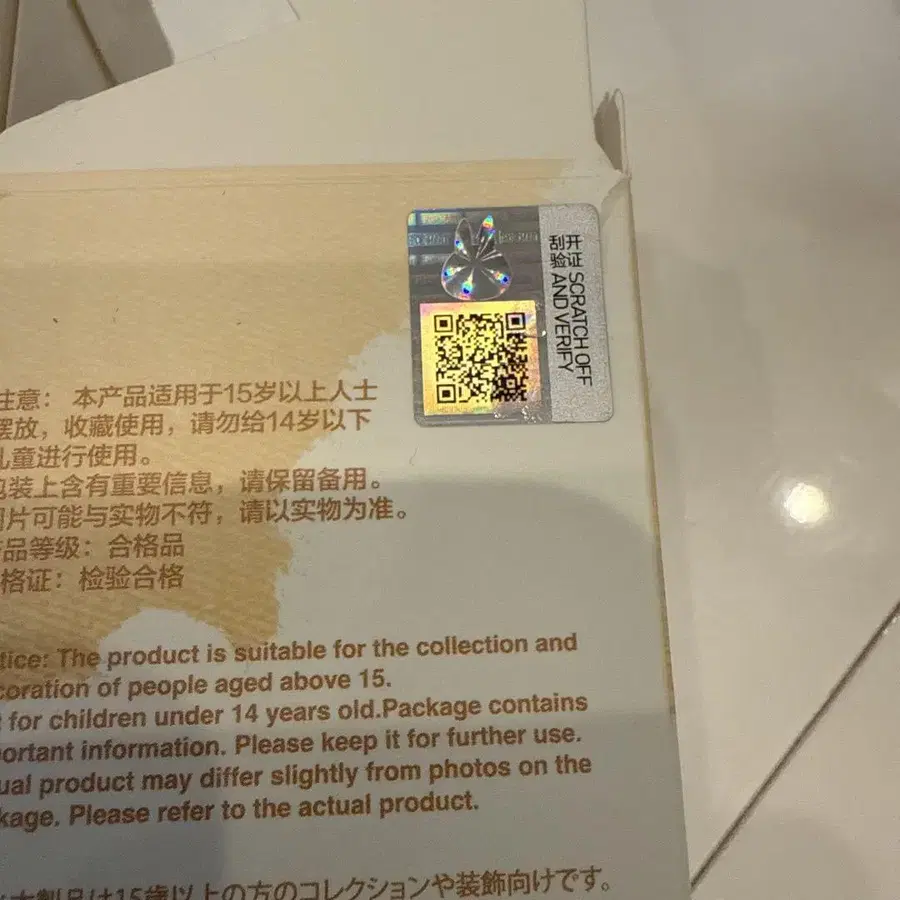 开证 SCRATCH OFF
刮验 AND VERIFY
注意：本产品适用于15岁以上人士
摆放，收藏使用，请勿给14岁以下
儿童进行使用。
包装上含有重要信息，请保留备用。
图片可能与实物不符，请以实物为准。
产品等级：合格品
格证：检验合格
tice: The product is suitable for the collection and
coration of people aged above 15.
t for children under 14 years old.Package contains
portant information. Please keep it for further use.
ual product may differ slightly from photos on the
kage. Please refer to the actual product.
本製品は15歳以上の方のコレクションや装飾向けです。